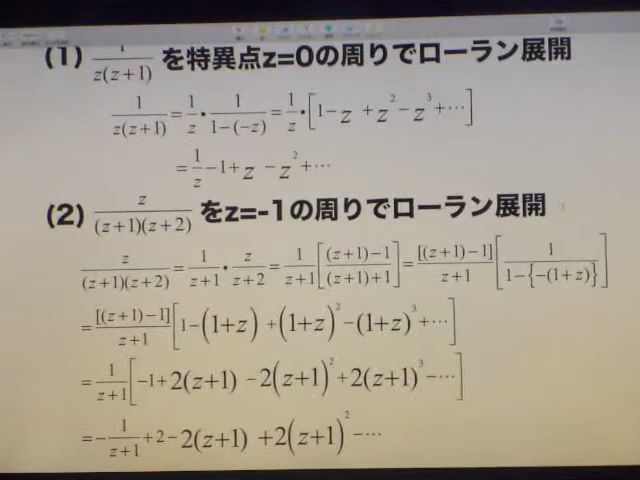 (1) 1/(z(z+1)) を特異点z=0の周りでローラン展開
1/(z(z+1)) = 1/z · 1/(1-(-z)) = 1/z · [1-z+z^2-z^3+⋯]
= 1/z -1+z-z^2+⋯
(2) z/((z+1)(z+2)) をz=-1の周りでローラン展開
z/((z+1)(z+2)) = 1/(z+1) · z/(z+2) = 1/(z+1) [((z+1)-1)/((z+1)+1)] = [(z+1)-1]/(z+1) [1/(1-{-(1+z)})]
= [(z+1)-1]/(z+1) [1-(1+z)+(1+z)^2-(1+z)^3+⋯]
= 1/(z+1) [-1+2(z+1)-2(z+1)^2+2(z+1)^3-⋯]
= -1/(z+1) +2-2(z+1)+2(z+1)^2-⋯